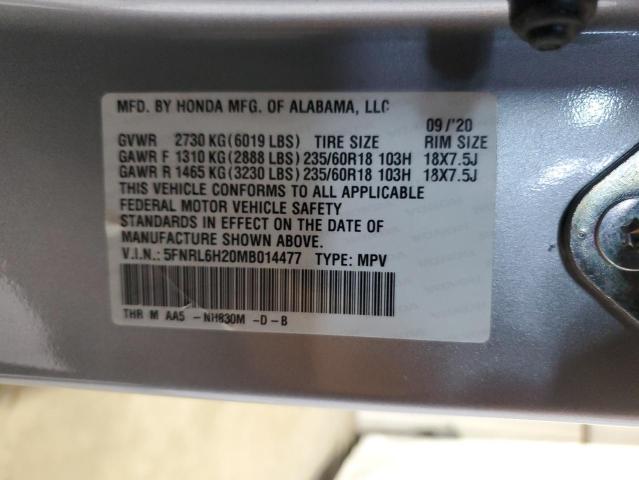 MFD. BY HONDA MFG. OF ALABAMA, LLC
09/'20
GVWR 2730 KG(6019 LBS) TIRE SIZE RIM SIZE
GAWR F 1310 KG(2888 LBS) 235/60R18 103H 18X7.5J
GAWR R 1465 KG(3230 LBS) 235/60R18 103H 18X7.5J
THIS VEHICLE CONFORMS TO ALL APPLICABLE
FEDERAL MOTOR VEHICLE SAFETY
STANDARDS IN EFFECT ON THE DATE OF
MANUFACTURE SHOWN ABOVE.
V.I.N.: 5FNRL6H20MB014477 TYPE: MPV
THR M AA5 -NH830M -D-B